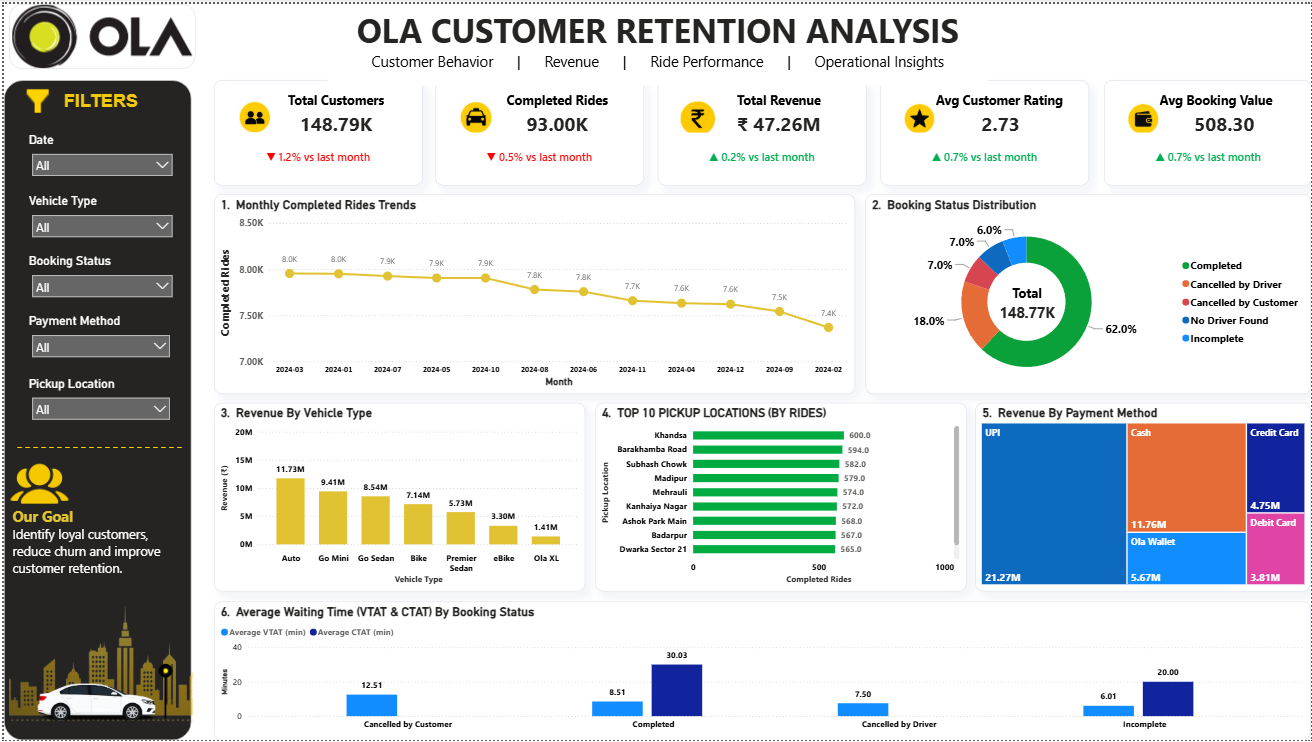 OLA
OLA CUSTOMER RETENTION ANALYSIS
Customer Behavior | Revenue | Ride Performance | Operational Insights
FILTERS
Date
All
Vehicle Type
All
Booking Status
All
Payment Method
All
Pickup Location
All
Our Goal
Identify loyal customers,
reduce churn and improve
customer retention.
Total Customers
148.79K
▼ 1.2% vs last month
Completed Rides
93.00K
▼ 0.5% vs last month
Total Revenue
₹
₹ 47.26M
▲ 0.2% vs last month
Avg Customer Rating
2.73
▲ 0.7% vs last month
Avg Booking Value
508.30
▲ 0.7% vs last month
1. Monthly Completed Rides Trends
Completed Rides
8.50K
8.00K
7.50K
7.00K
8.0K 8.0K 7.9K 7.9K 7.9K 7.8K 7.8K 7.7K 7.6K 7.6K 7.5K 7.4K
2024-03 2024-01 2024-07 2024-05 2024-10 2024-08 2024-06 2024-11 2024-04 2024-12 2024-09 2024-02
Month
2. Booking Status Distribution
6.0%
7.0%
7.0%
18.0%
62.0%
Total
148.77K
Completed
Cancelled by Driver
Cancelled by Customer
No Driver Found
Incomplete
3. Revenue By Vehicle Type
Revenue (₹)
20M
15M
10M
5M
0M
11.73M 9.41M 8.54M 7.14M 5.73M 3.30M 1.41M
Auto Go Mini Go Sedan Bike Premier Sedan eBike Ola XL
Vehicle Type
4. TOP 10 PICKUP LOCATIONS (BY RIDES)
Pickup Location
Khandsa 600.0
Barakhamba Road 594.0
Subhash Chowk 582.0
Madipur 579.0
Mehrauli 574.0
Kanhaiya Nagar 572.0
Ashok Park Main 568.0
Badarpur 567.0
Dwarka Sector 21 565.0
0 500 1000
Completed Rides
5. Revenue By Payment Method
UPI
21.27M
Cash
11.76M
Ola Wallet
5.67M
Credit Card
4.75M
Debit Card
3.81M
6. Average Waiting Time (VTAT & CTAT) By Booking Status
Average VTAT (min) Average CTAT (min)
Minutes
40
20
0
12.51 8.51 30.03 7.50 6.01 20.00
Cancelled by Customer Completed Cancelled by Driver Incomplete